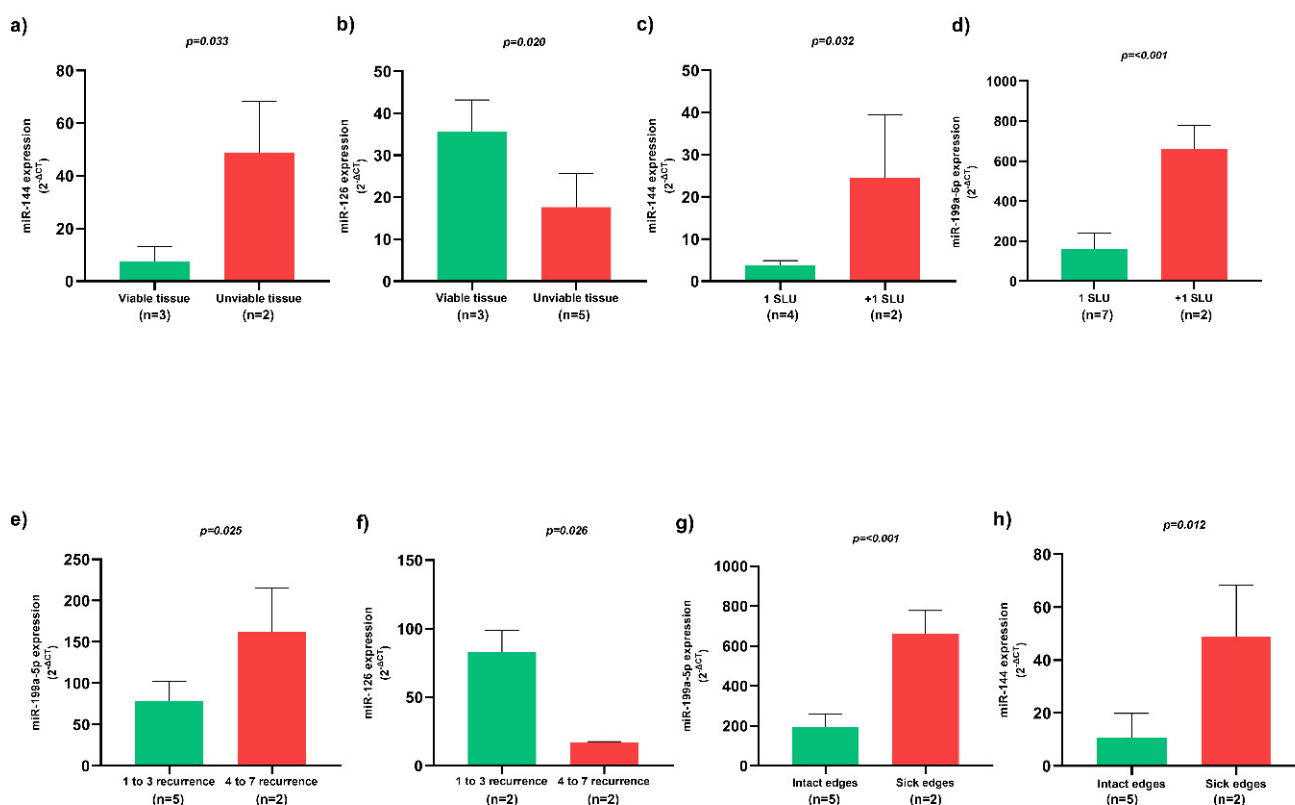 a)
p=0.033
miR-144 expression
(2^-ΔCT)
80
60
40
20
0
Viable tissue
(n=3)
Unviable tissue
(n=2)
b)
p=0.020
miR-126 expression
(2^-ΔCT)
50
40
30
20
10
0
Viable tissue
(n=3)
Unviable tissue
(n=5)
c)
p=0.032
miR-144 expression
(2^-ΔCT)
50
40
30
20
10
0
1 SLU
(n=4)
+1 SLU
(n=2)
d)
p=<0.001
miR-199a-5p expression
(2^-ΔCT)
1000
800
600
400
200
0
1 SLU
(n=7)
+1 SLU
(n=2)
e)
p=0.025
miR-199a-5p expression
(2^-ΔCT)
250
200
150
100
50
0
1 to 3 recurrence
(n=5)
4 to 7 recurrence
(n=2)
f)
p=0.026
miR-126 expression
(2^-ΔCT)
150
100
50
0
1 to 3 recurrence
(n=2)
4 to 7 recurrence
(n=2)
g)
p=<0.001
miR-199a-5p expression
(2^-ΔCT)
1000
800
600
400
200
0
Intact edges
(n=5)
Sick edges
(n=2)
h)
p=0.012
miR-144 expression
(2^-ΔCT)
80
60
40
20
0
Intact edges
(n=5)
Sick edges
(n=2)